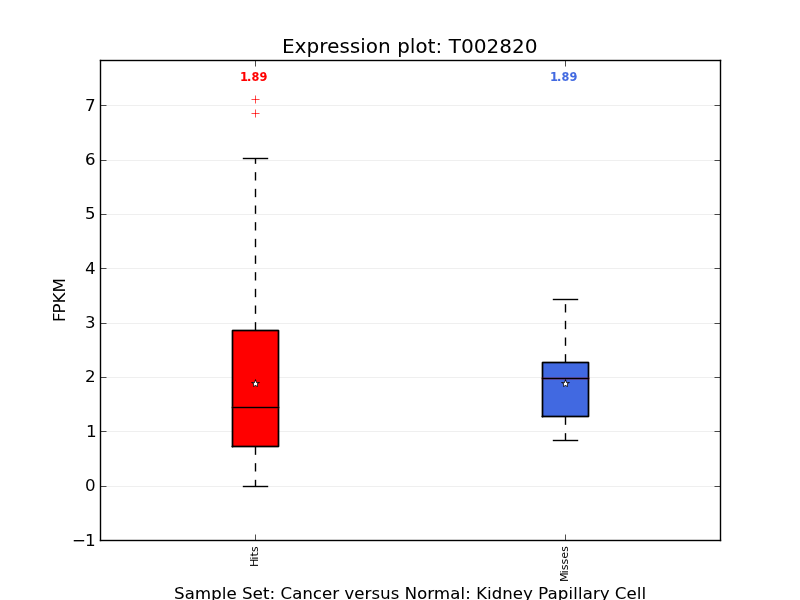 Expression plot: T002820
1.89 1.89
7
6
5
4
3
2
1
0
−1
FPKM
Hits Misses
Sample Set: Cancer versus Normal: Kidney Papillary Cell